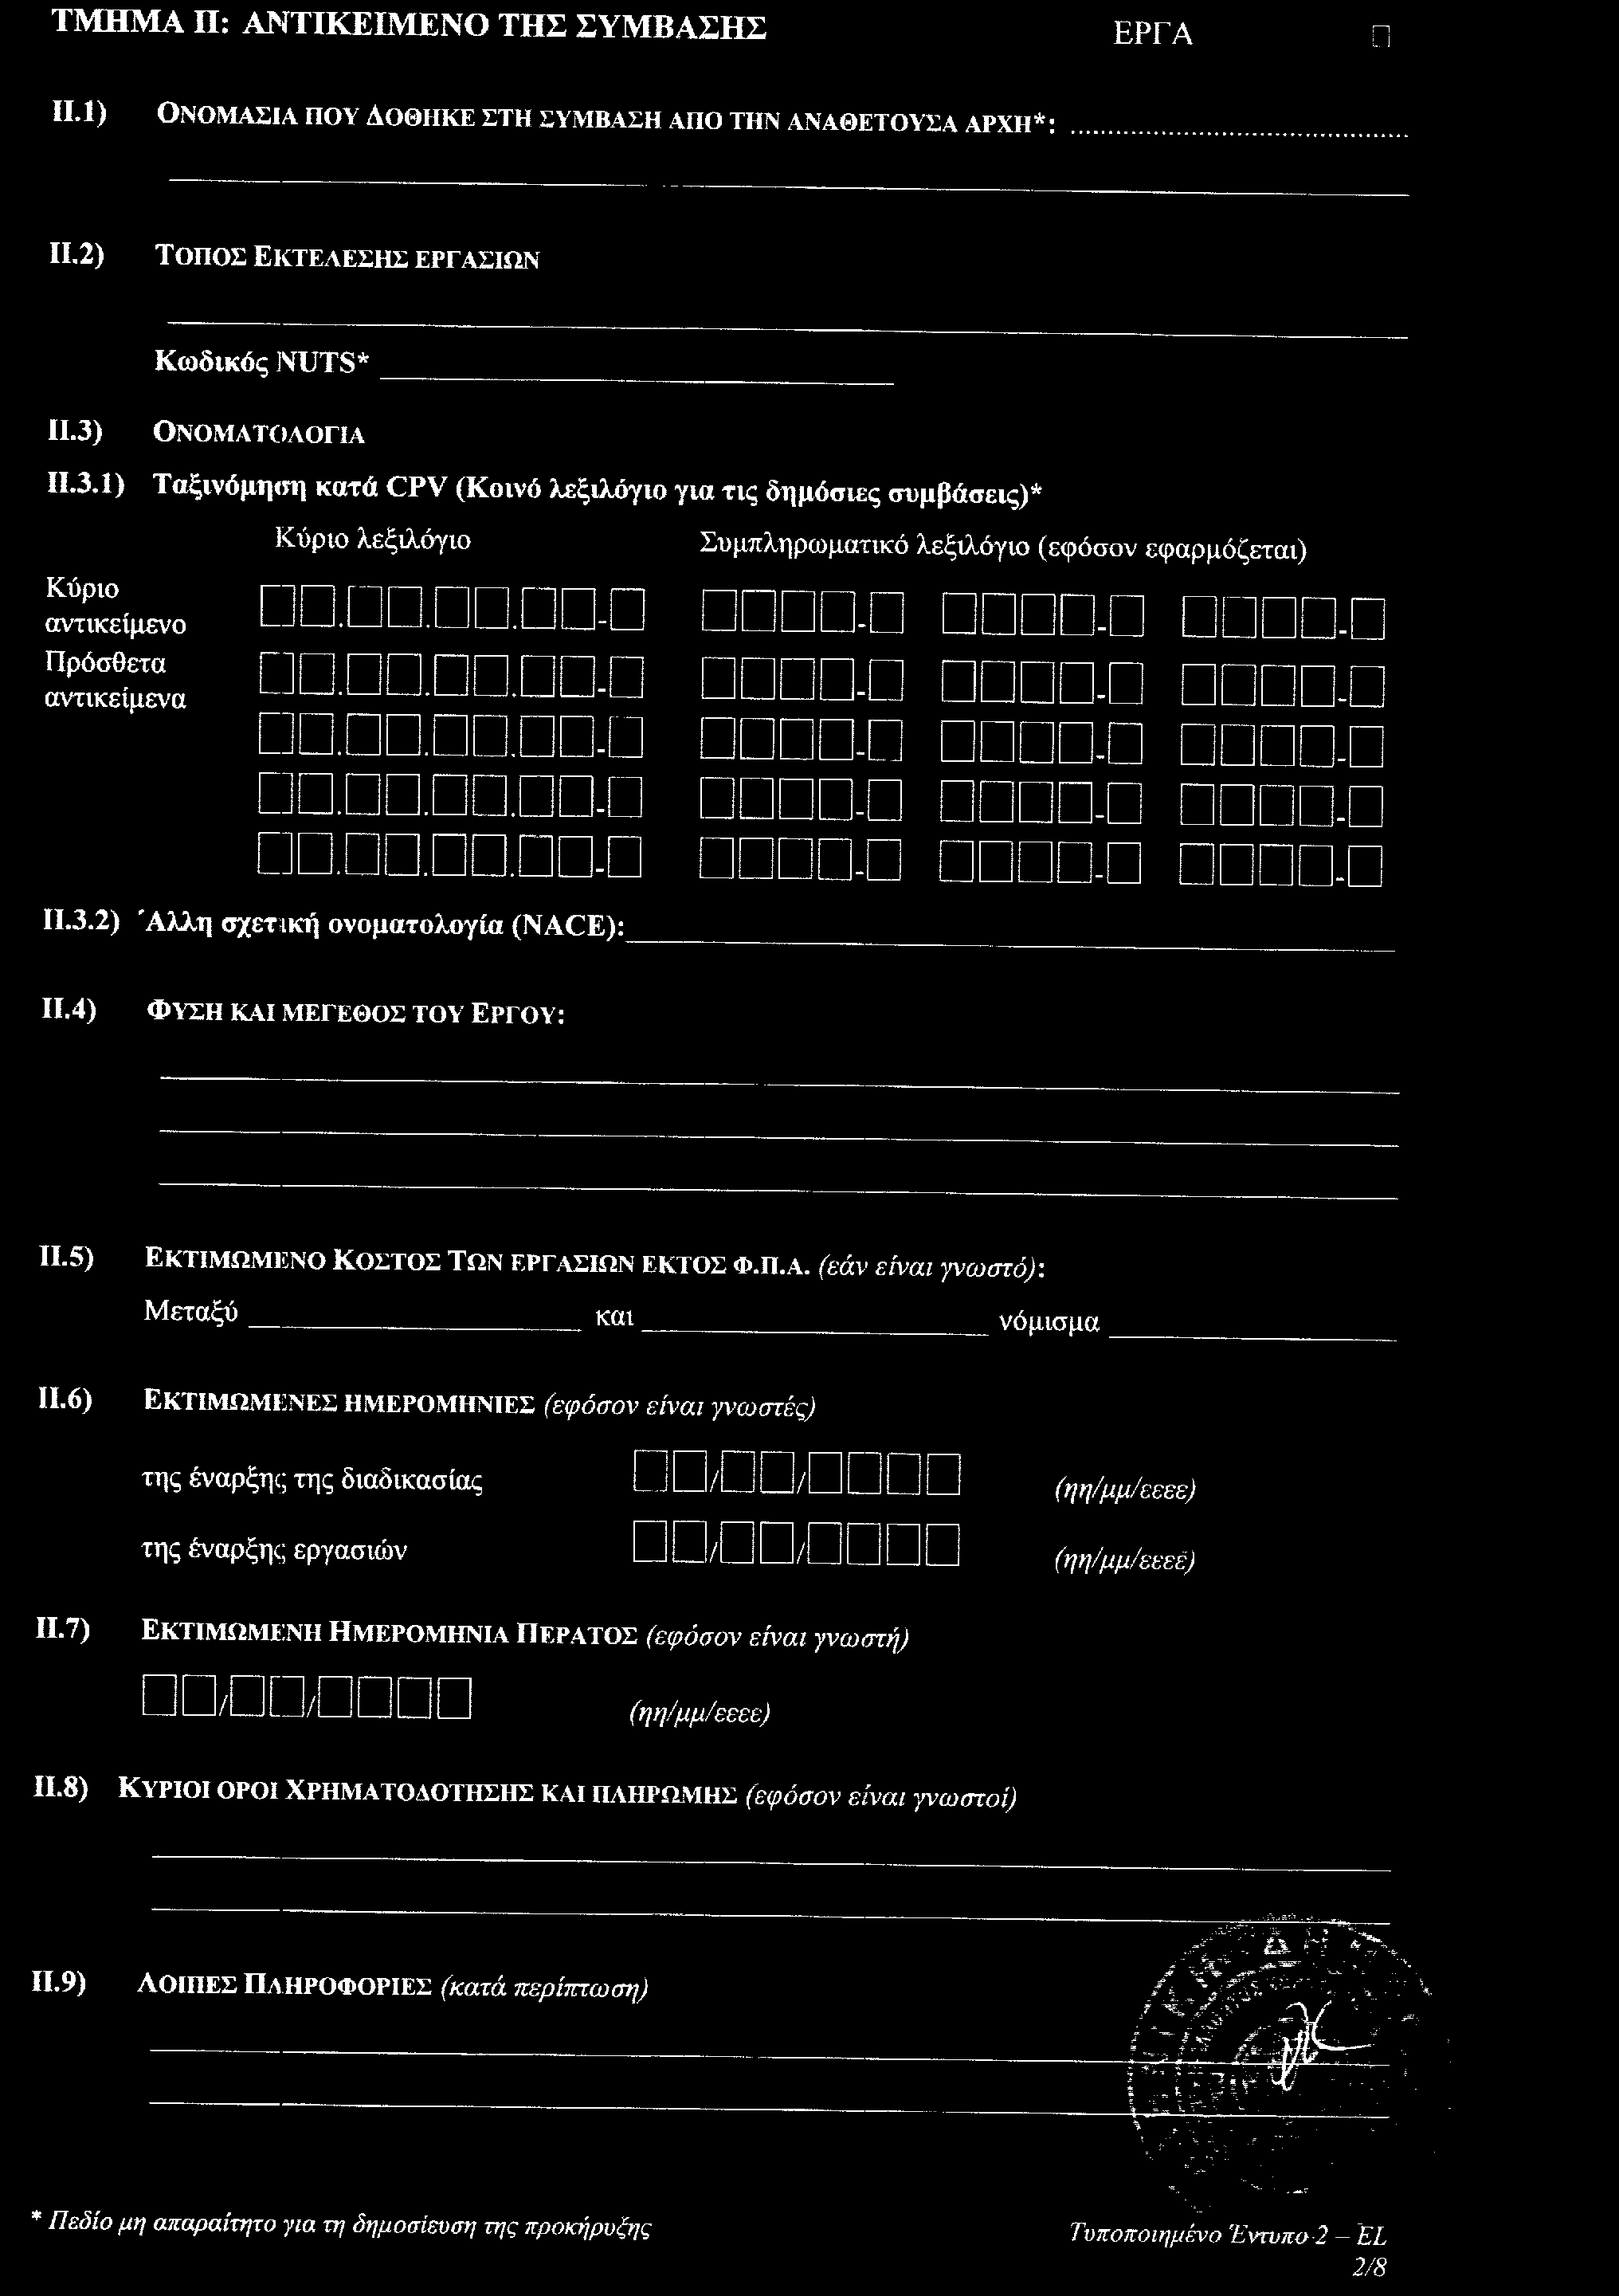 ΤΜΗΜΑ ΙΙ: ΑΝΤΙΚΕΙΜΕΝΟ ΤΗΣ ΣΥΜΒΑΣΗΣ ΕΡΓΑ □
ΙΙ.1) ΟΝΟΜΑΣΙΑ ΠΟΥ ΔΟΘΗΚΕ ΣΤΗ ΣΥΜΒΑΣΗ ΑΠΟ ΤΗΝ ΑΝΑΘΕΤΟΥΣΑ ΑΡΧΗ*: ..........
ΙΙ.2) ΤΟΠΟΣ ΕΚΤΕΛΕΣΗΣ ΕΡΓΑΣΙΩΝ
Κωδικός NUTS* __________
ΙΙ.3) ΟΝΟΜΑΤΟΛΟΓΙΑ
ΙΙ.3.1) Ταξινόμηση κατά CPV (Κοινό λεξιλόγιο για τις δημόσιες συμβάσεις)*
Κύριο λεξιλόγιο Συμπληρωματικό λεξιλόγιο (εφόσον εφαρμόζεται)
Κύριο αντικείμενο □□.□□.□□.□□-□ □□□□-□ □□□□-□ □□□□-□
Πρόσθετα αντικείμενα □□.□□.□□.□□-□ □□□□-□ □□□□-□ □□□□-□
□□.□□.□□.□□-□ □□□□-□ □□□□-□ □□□□-□
□□.□□.□□.□□-□ □□□□-□ □□□□-□ □□□□-□
□□.□□.□□.□□-□ □□□□-□ □□□□-□ □□□□-□
ΙΙ.3.2) Άλλη σχετική ονοματολογία (NACE): __________
ΙΙ.4) ΦΥΣΗ ΚΑΙ ΜΕΓΕΘΟΣ ΤΟΥ ΕΡΓΟΥ:
ΙΙ.5) ΕΚΤΙΜΩΜΕΝΟ ΚΟΣΤΟΣ ΤΩΝ ΕΡΓΑΣΙΩΝ ΕΚΤΟΣ Φ.Π.Α. (εάν είναι γνωστό):
Μεταξύ __________ και __________ νόμισμα __________
ΙΙ.6) ΕΚΤΙΜΩΜΕΝΕΣ ΗΜΕΡΟΜΗΝΙΕΣ (εφόσον είναι γνωστές)
της έναρξης της διαδικασίας □□/□□/□□□□ (ηη/μμ/εεεε)
της έναρξης εργασιών □□/□□/□□□□ (ηη/μμ/εεεε)
ΙΙ.7) ΕΚΤΙΜΩΜΕΝΗ ΗΜΕΡΟΜΗΝΙΑ ΠΕΡΑΤΟΣ (εφόσον είναι γνωστή)
□□/□□/□□□□ (ηη/μμ/εεεε)
ΙΙ.8) ΚΥΡΙΟΙ ΟΡΟΙ ΧΡΗΜΑΤΟΔΟΤΗΣΗΣ ΚΑΙ ΠΛΗΡΩΜΗΣ (εφόσον είναι γνωστοί)
ΙΙ.9) ΛΟΙΠΕΣ ΠΛΗΡΟΦΟΡΙΕΣ (κατά περίπτωση)
* Πεδίο μη απαραίτητο για τη δημοσίευση της προκήρυξης
Τυποποιημένο Έντυπο 2 – EL
2/8